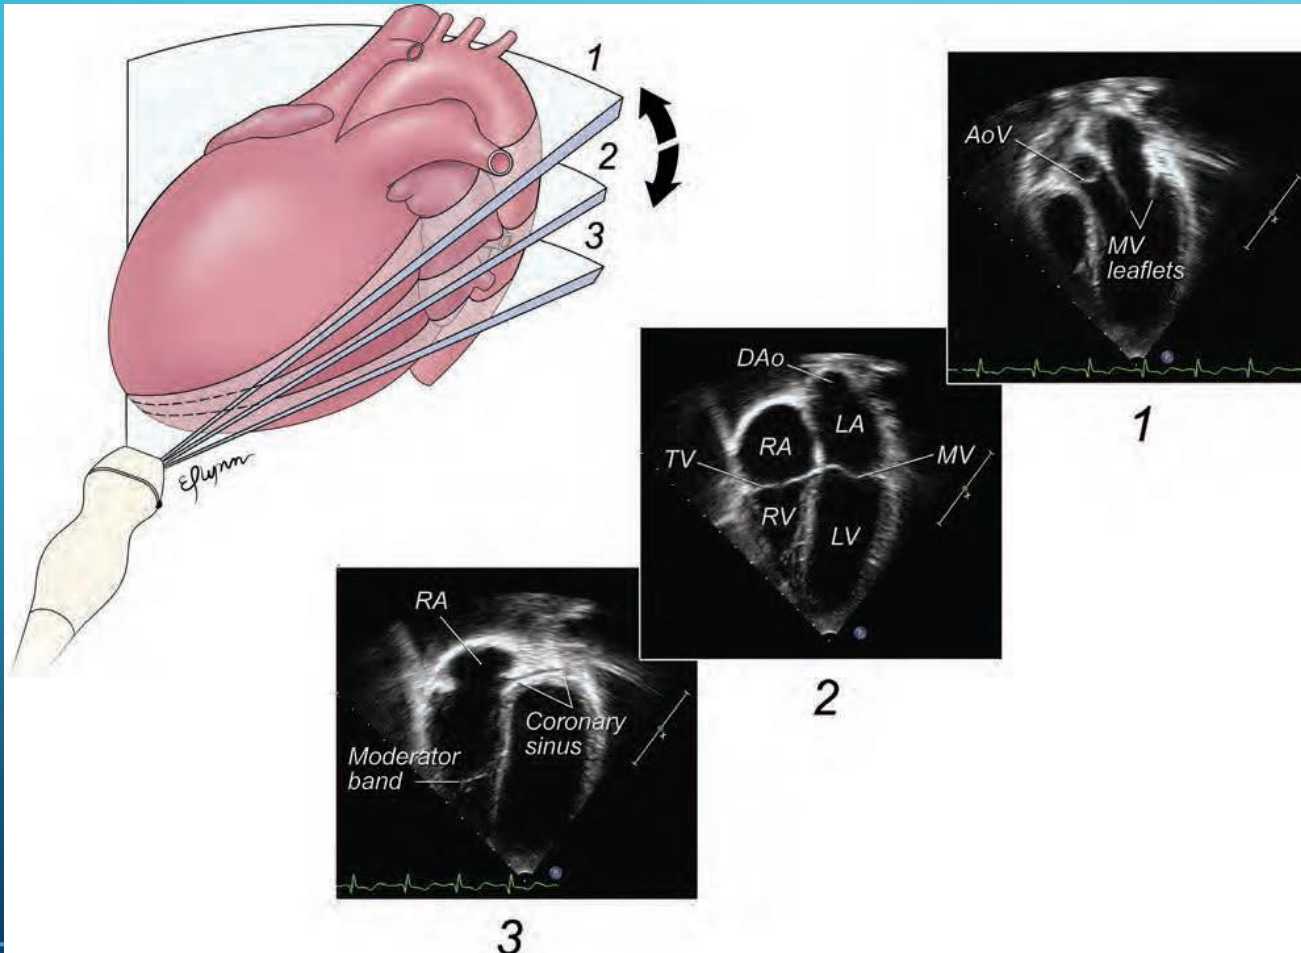 1
2
3
Eflynn
AoV
MV
leaflets
1
DAo
LA
RA
TV
MV
RV
LV
2
RA
Coronary
sinus
Moderator
band
3